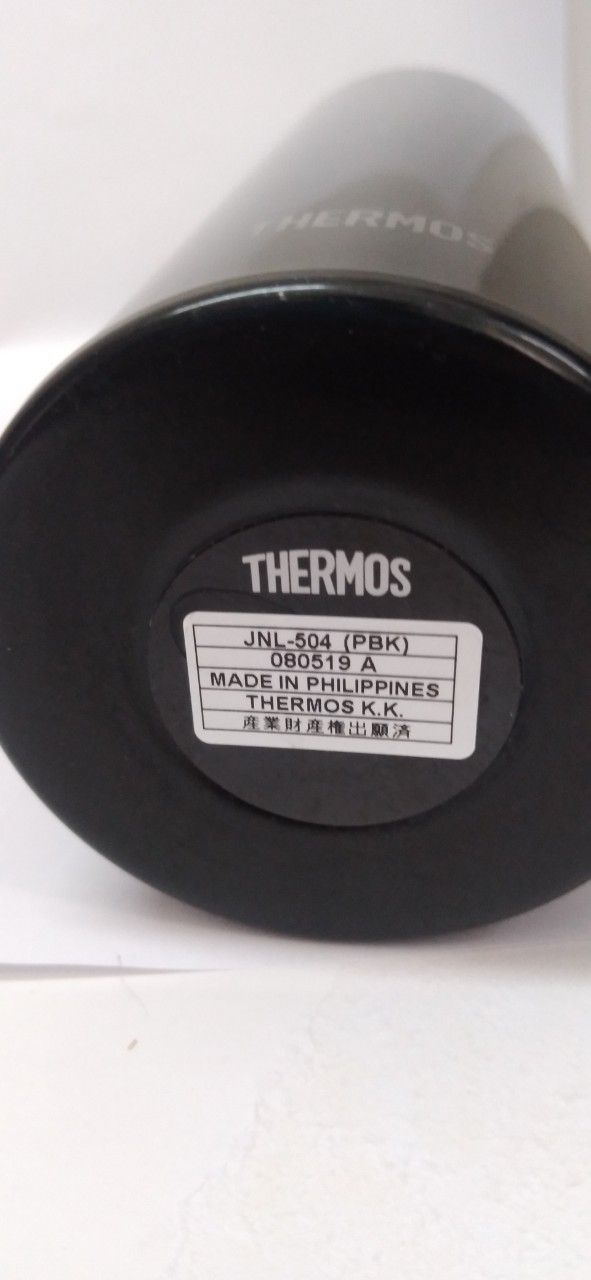 THERMOS
THERMOS
JNL-504 (PBK)
080519 A
MADE IN PHILIPPINES
THERMOS K.K.
産業財産権出願済